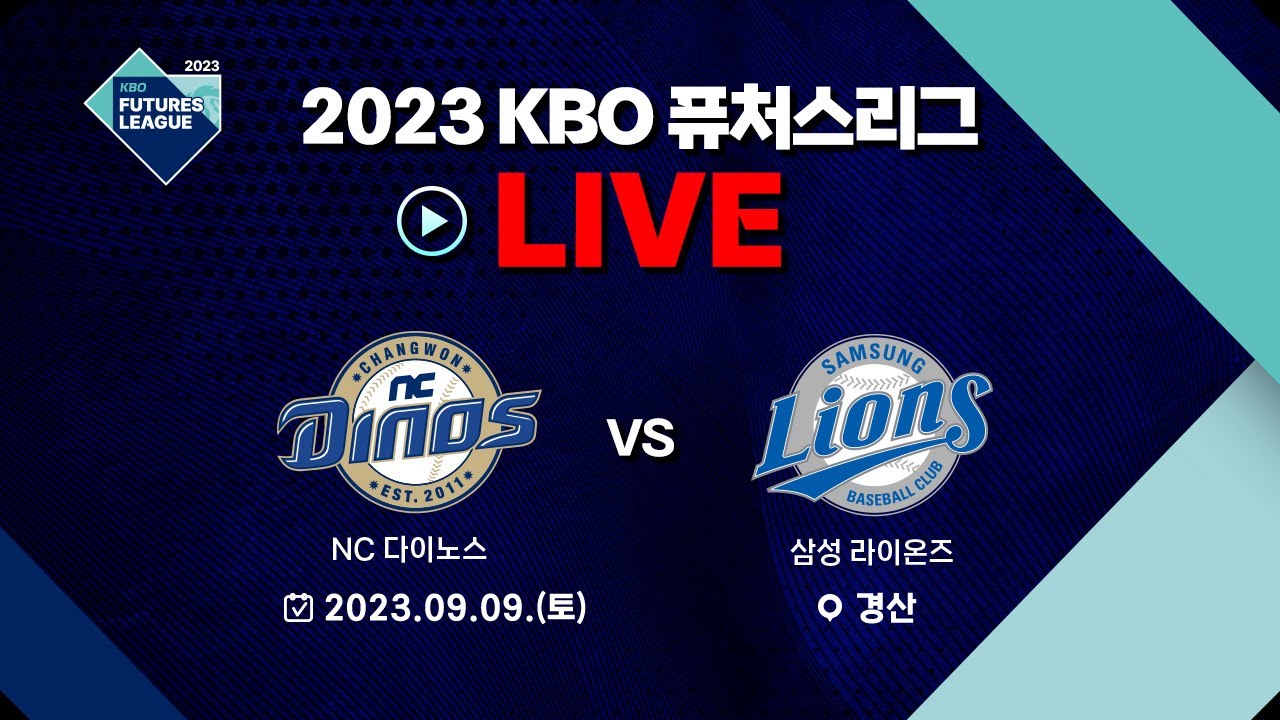 2023
KBO
FUTURES
LEAGUE
2023 KBO 퓨처스리그
LIVE
CHANGWON
NC
DINOS
EST. 2011
VS
SAMSUNG
Lions
BASEBALL CLUB
NC 다이노스
삼성 라이온즈
2023.09.09.(토)
경산